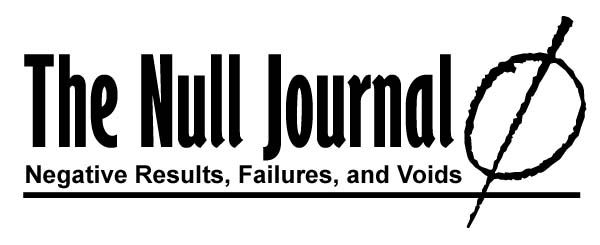 The Null Journal
Negative Results, Failures, and Voids